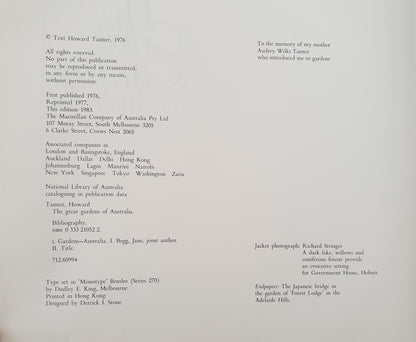 © Text Howard Tanner, 1976
All rights reserved.
No part of this publication
may be reproduced or transmitted,
in any form or by any means,
without permission.
First published 1976,
Reprinted 1977,
This edition 1983.
The Macmillan Company of Australia Pty Ltd
107 Moray Street, South Melbourne 3205
6 Clarke Street, Crows Nest 2065
Associated companies in
London and Basingstoke, England
Auckland Dallas Delhi Hong Kong
Johannesburg Lagos Manzini Nairobi
New York Singapore Tokyo Washington Zaria
National Library of Australia
cataloguing in publication data
Tanner, Howard
The great gardens of Australia.
Bibliography.
ISBN 0 333 21052 2.
1. Gardens—Australia. I. Begg, Jane, joint author.
II. Title.
712.60994
Type set in 'Monotype' Bembo (Series 270)
by Dudley E. King, Melbourne
Printed in Hong Kong
Designed by Derrick I. Stone
To the memory of my mother
Audrey Wilks Tanner
who introduced me to gardens
Jacket photograph: Richard Stringer
A dark lake, willows and
coniferous forests provide
an evocative setting
for Government House, Hobart.
Endpapers: The Japanese bridge in
the garden of 'Forest Lodge' in the
Adelaide Hills.